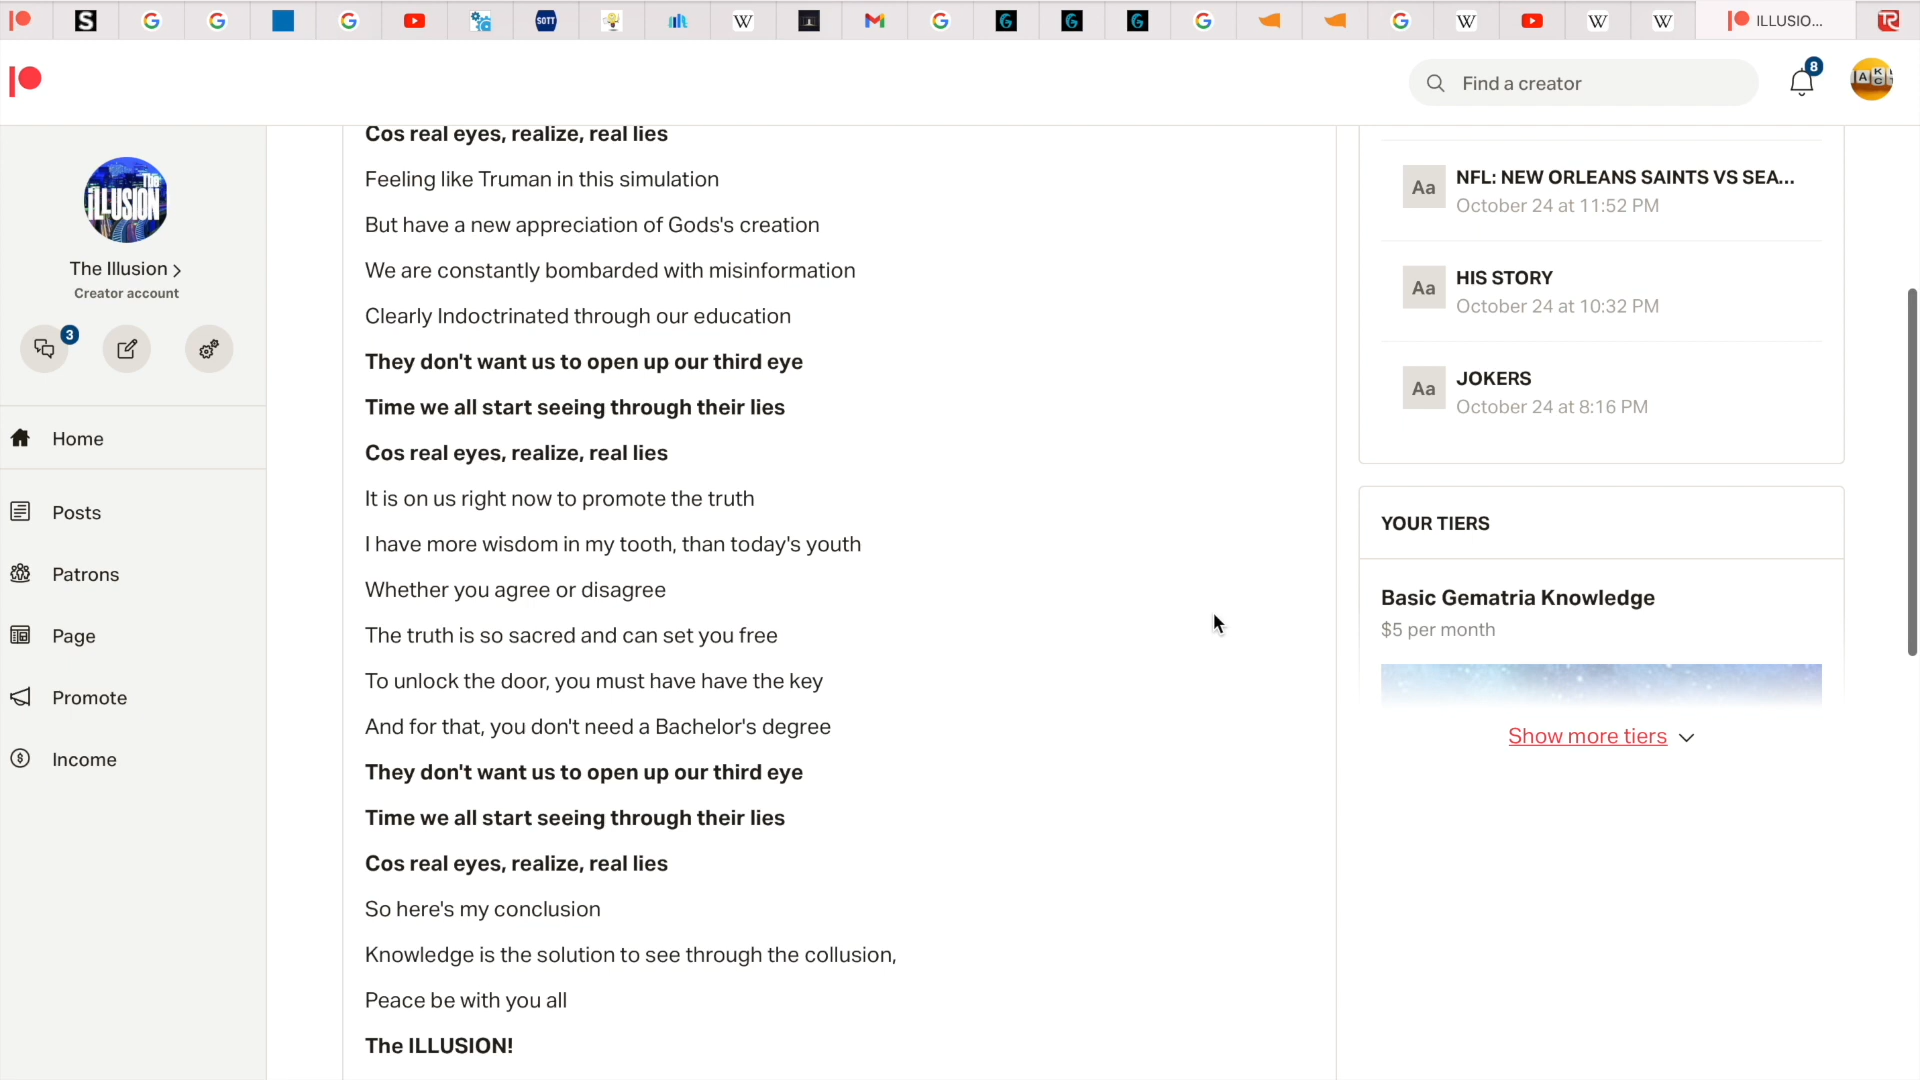 SOTT
W
W
W
W
ILLUSIO...
Find a creator
8
The Illusion
Creator account
3
Home
Posts
Patrons
Page
Promote
Income
Cos real eyes, realize, real lies
Feeling like Truman in this simulation
But have a new appreciation of Gods's creation
We are constantly bombarded with misinformation
Clearly Indoctrinated through our education
They don't want us to open up our third eye
Time we all start seeing through their lies
Cos real eyes, realize, real lies
It is on us right now to promote the truth
I have more wisdom in my tooth, than today's youth
Whether you agree or disagree
The truth is so sacred and can set you free
To unlock the door, you must have have the key
And for that, you don't need a Bachelor's degree
They don't want us to open up our third eye
Time we all start seeing through their lies
Cos real eyes, realize, real lies
So here's my conclusion
Knowledge is the solution to see through the collusion,
Peace be with you all
The ILLUSION!
Aa
NFL: NEW ORLEANS SAINTS VS SEA...
October 24 at 11:52 PM
Aa
HIS STORY
October 24 at 10:32 PM
Aa
JOKERS
October 24 at 8:16 PM
YOUR TIERS
Basic Gematria Knowledge
$5 per month
Show more tiers